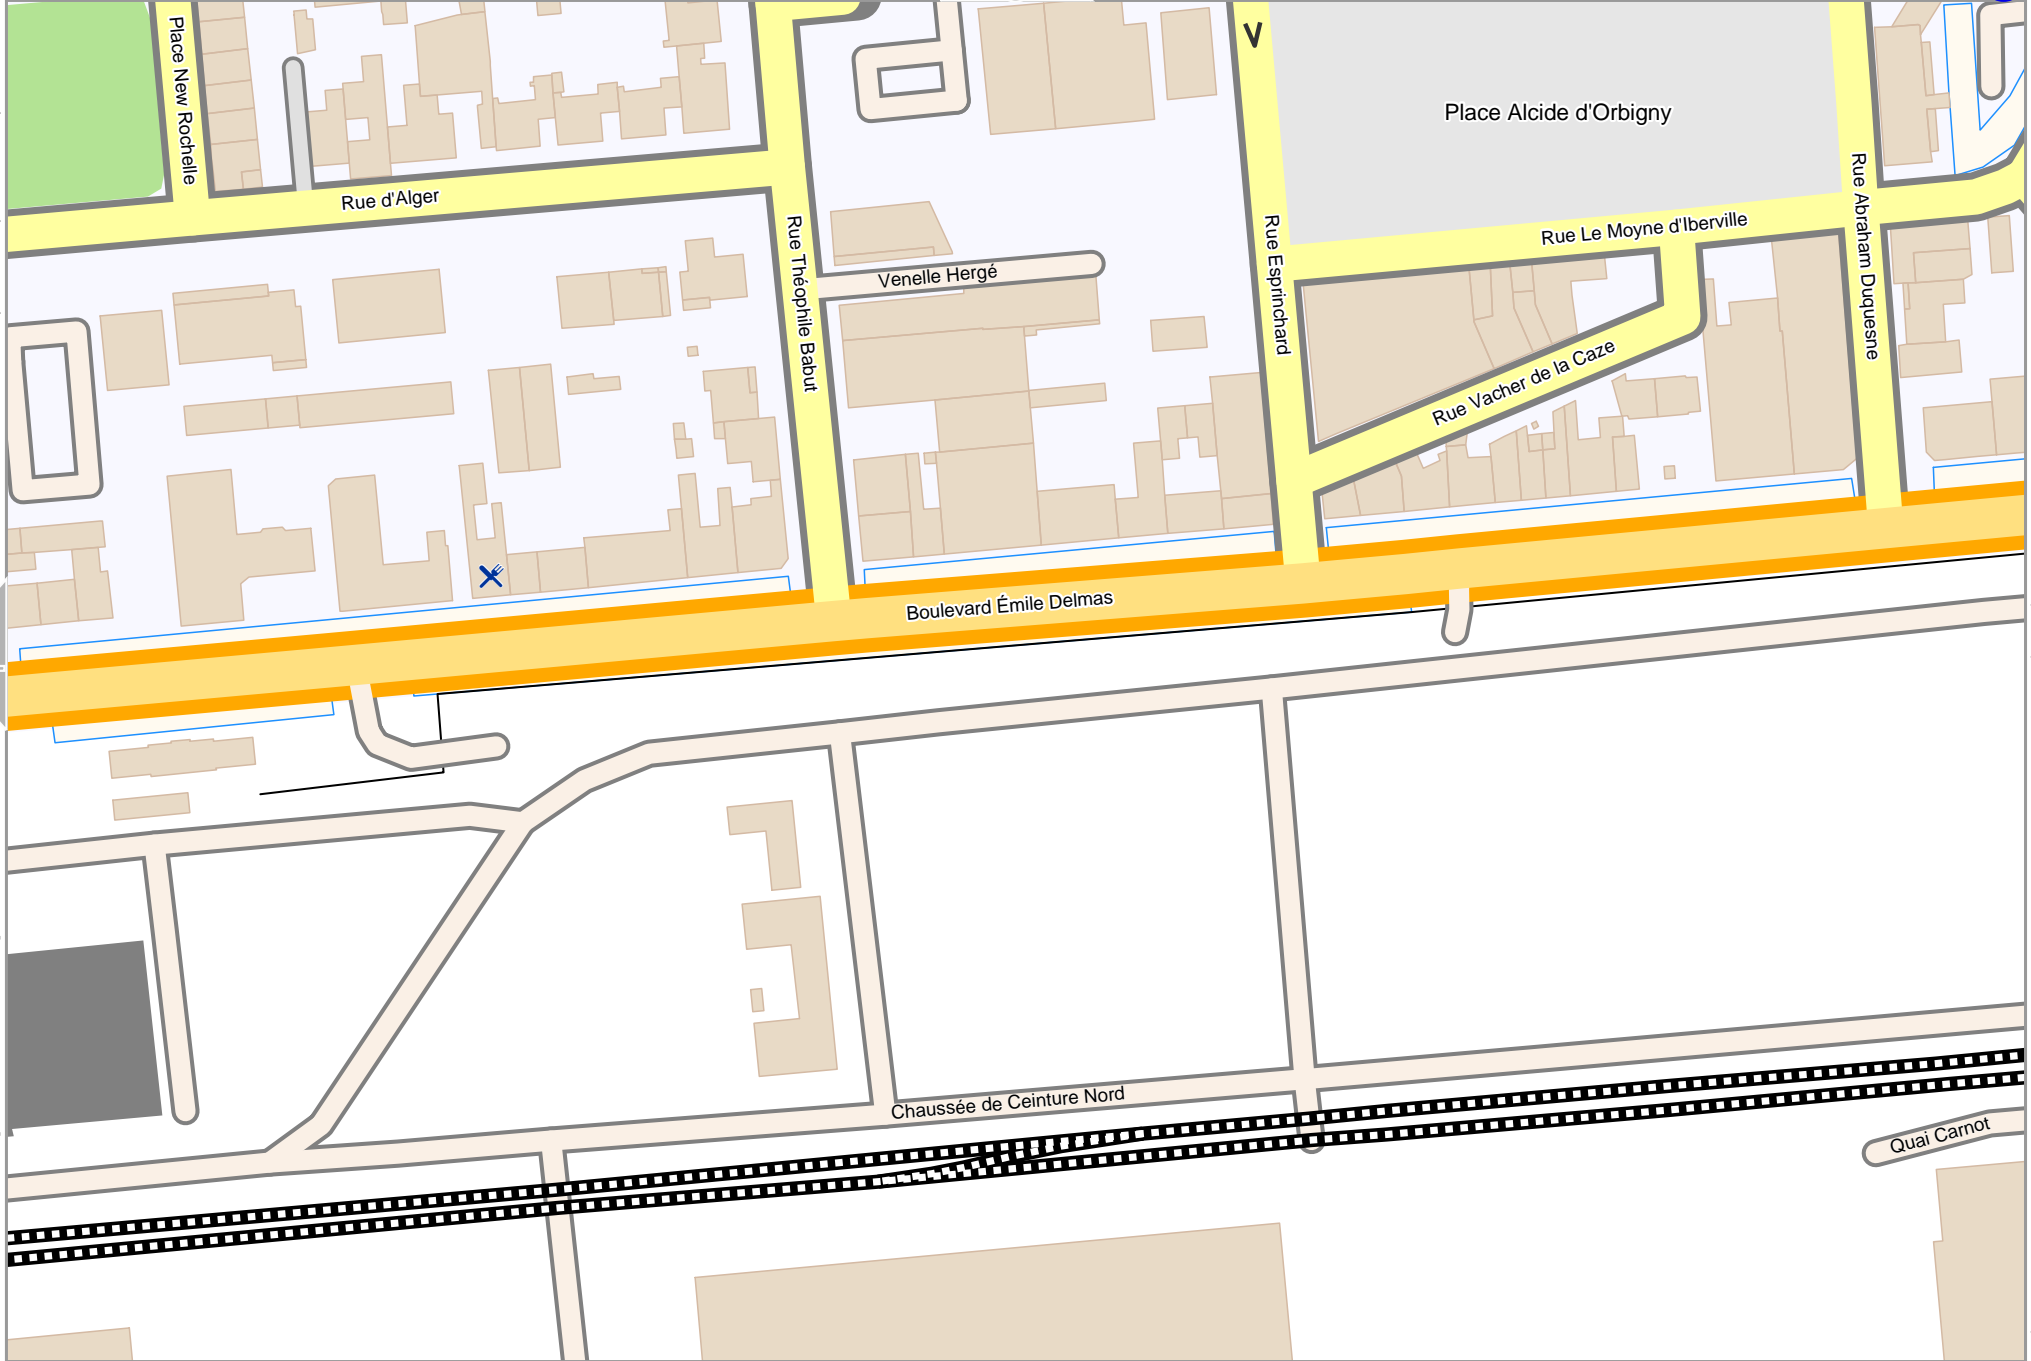 Place New Rochelle
V
Place Alcide d'Orbigny
Rue d'Alger
Rue Abraham Duquesne
Rue Le Moyne d'Iberville
Rue Théophile Babut
Rue Esprinchard
Venelle Hergé
Rue Vacher de la Caze
Boulevard Émile Delmas
Chaussée de Ceinture Nord
Quai Carnot